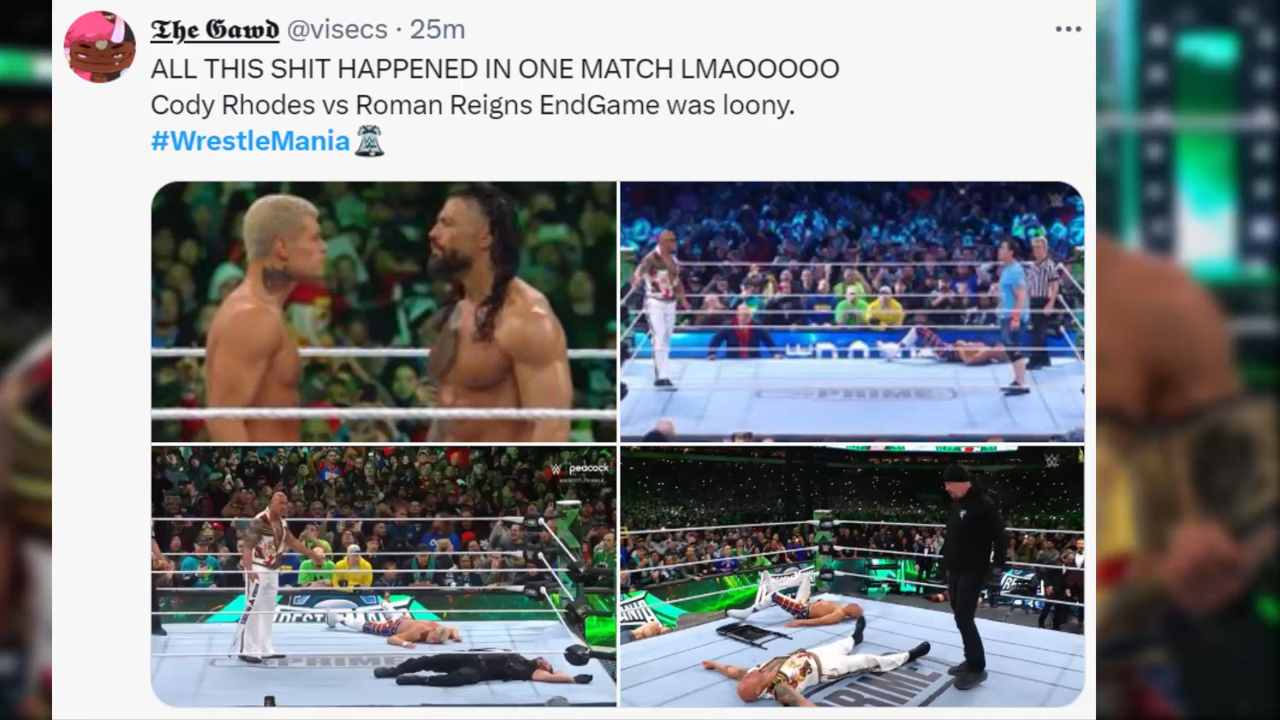 The Gawd @visecs · 25m
ALL THIS SHIT HAPPENED IN ONE MATCH LMAOOOOO
Cody Rhodes vs Roman Reigns EndGame was loony.
#WrestleMania
PRIME
peacock
PRIME